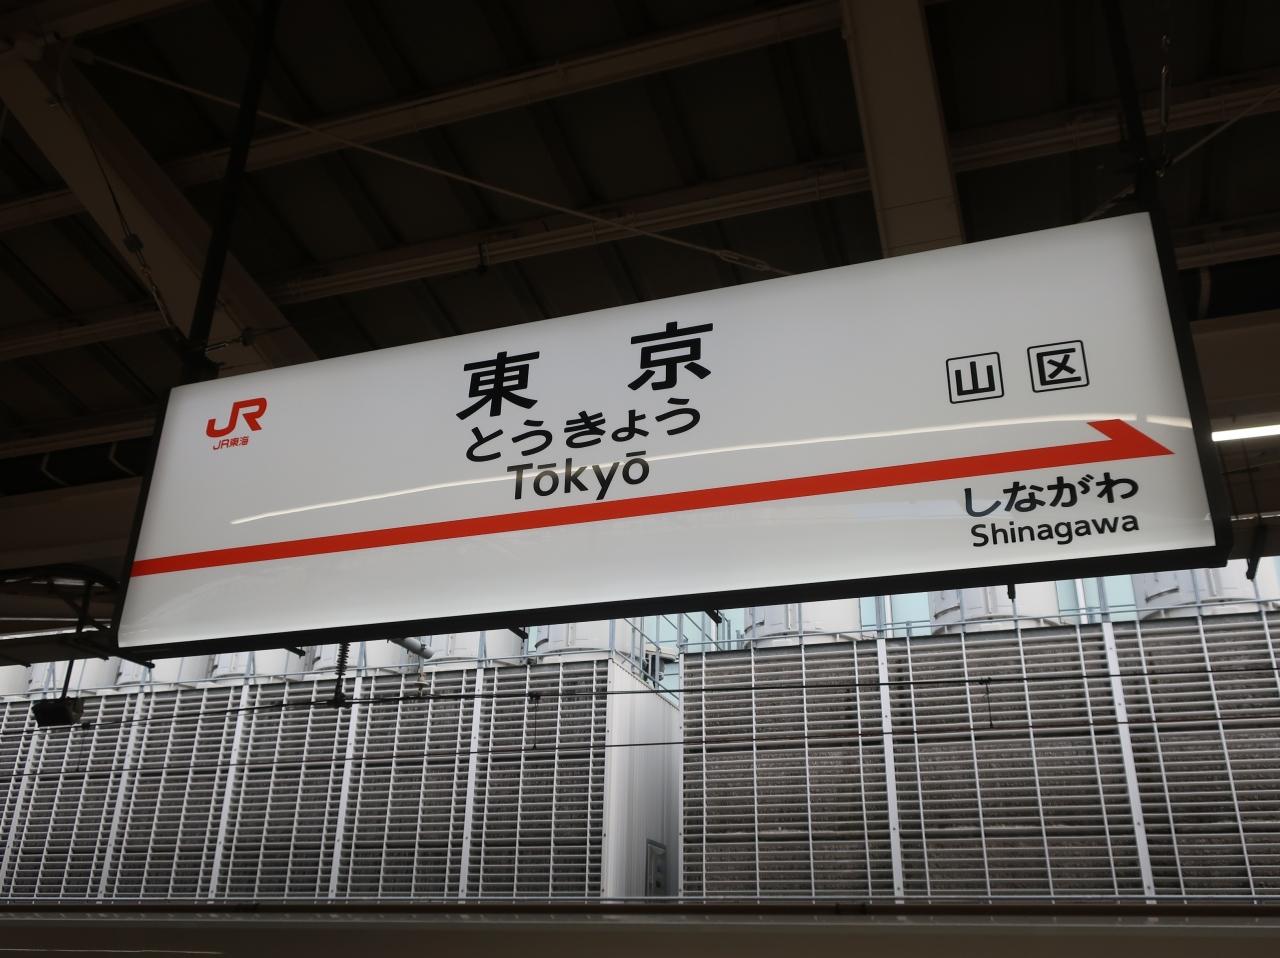 JR
JR東海
東京
とうきょう
Tōkyō
山 区
しながわ
Shinagawa